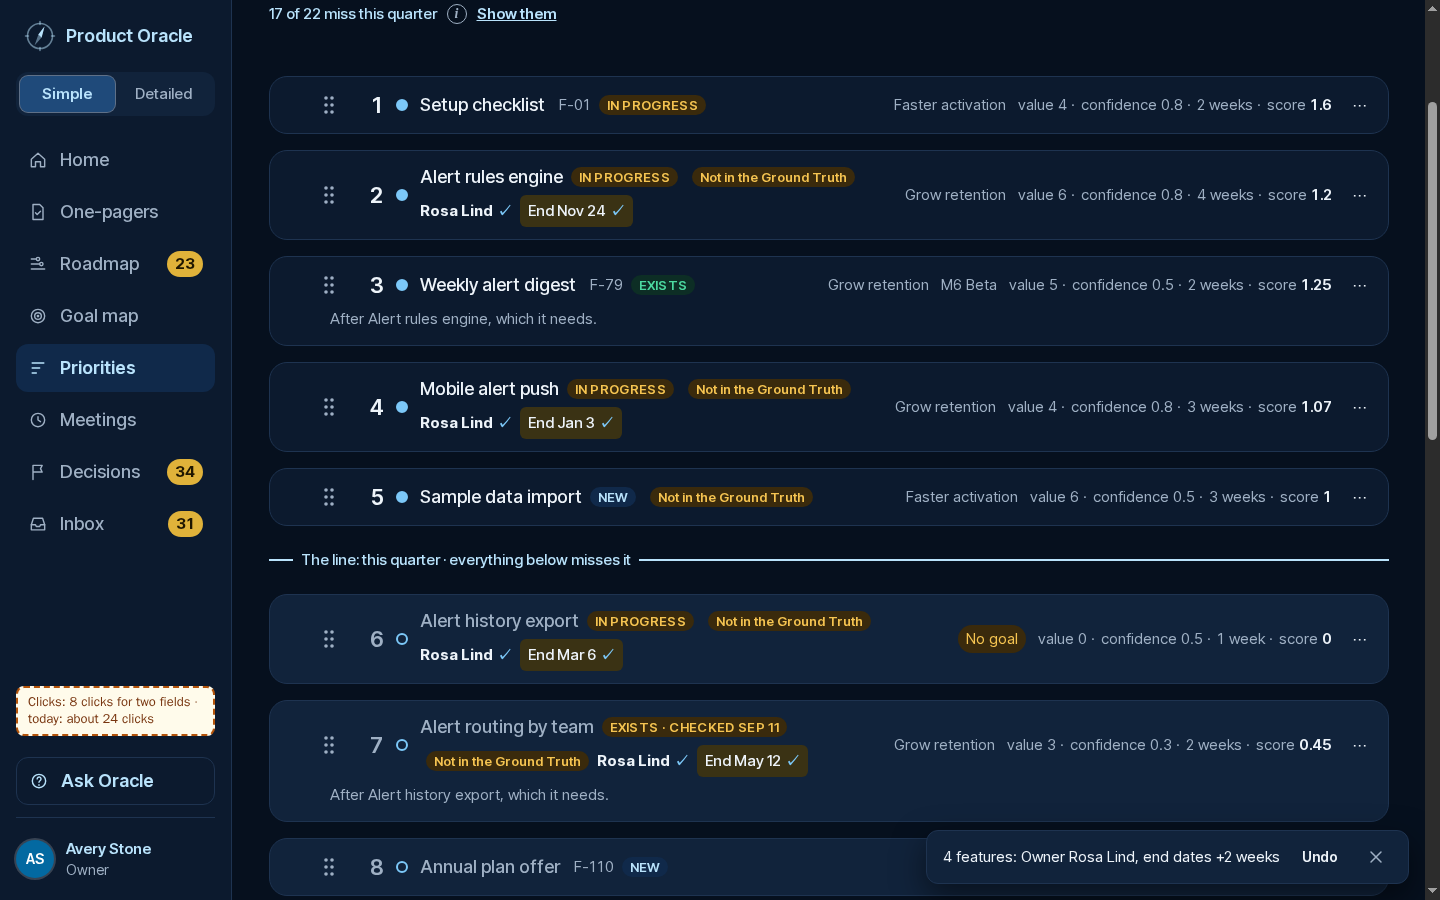 Product Oracle
Simple
Detailed
Home
One-pagers
Roadmap 23
Goal map
Priorities
Meetings
Decisions 34
Inbox 31
Clicks: 8 clicks for two fields ·
today: about 24 clicks
Ask Oracle
AS
Avery Stone
Owner
17 of 22 miss this quarter i Show them
1 Setup checklist F-01 IN PROGRESS Faster activation value 4 · confidence 0.8 · 2 weeks · score 1.6 ...
2 Alert rules engine IN PROGRESS Not in the Ground Truth
Rosa Lind ✓ End Nov 24 ✓
Grow retention value 6 · confidence 0.8 · 4 weeks · score 1.2 ...
3 Weekly alert digest F-79 EXISTS Grow retention M6 Beta value 5 · confidence 0.5 · 2 weeks · score 1.25 ...
After Alert rules engine, which it needs.
4 Mobile alert push IN PROGRESS Not in the Ground Truth
Rosa Lind ✓ End Jan 3 ✓
Grow retention value 4 · confidence 0.8 · 3 weeks · score 1.07 ...
5 Sample data import NEW Not in the Ground Truth Faster activation value 6 · confidence 0.5 · 3 weeks · score 1 ...
The line: this quarter · everything below misses it
6 Alert history export IN PROGRESS Not in the Ground Truth
Rosa Lind ✓ End Mar 6 ✓
No goal value 0 · confidence 0.5 · 1 week · score 0 ...
7 Alert routing by team EXISTS · CHECKED SEP 11
Not in the Ground Truth Rosa Lind ✓ End May 12 ✓
Grow retention value 3 · confidence 0.3 · 2 weeks · score 0.45 ...
After Alert history export, which it needs.
8 Annual plan offer F-110 NEW
4 features: Owner Rosa Lind, end dates +2 weeks Undo